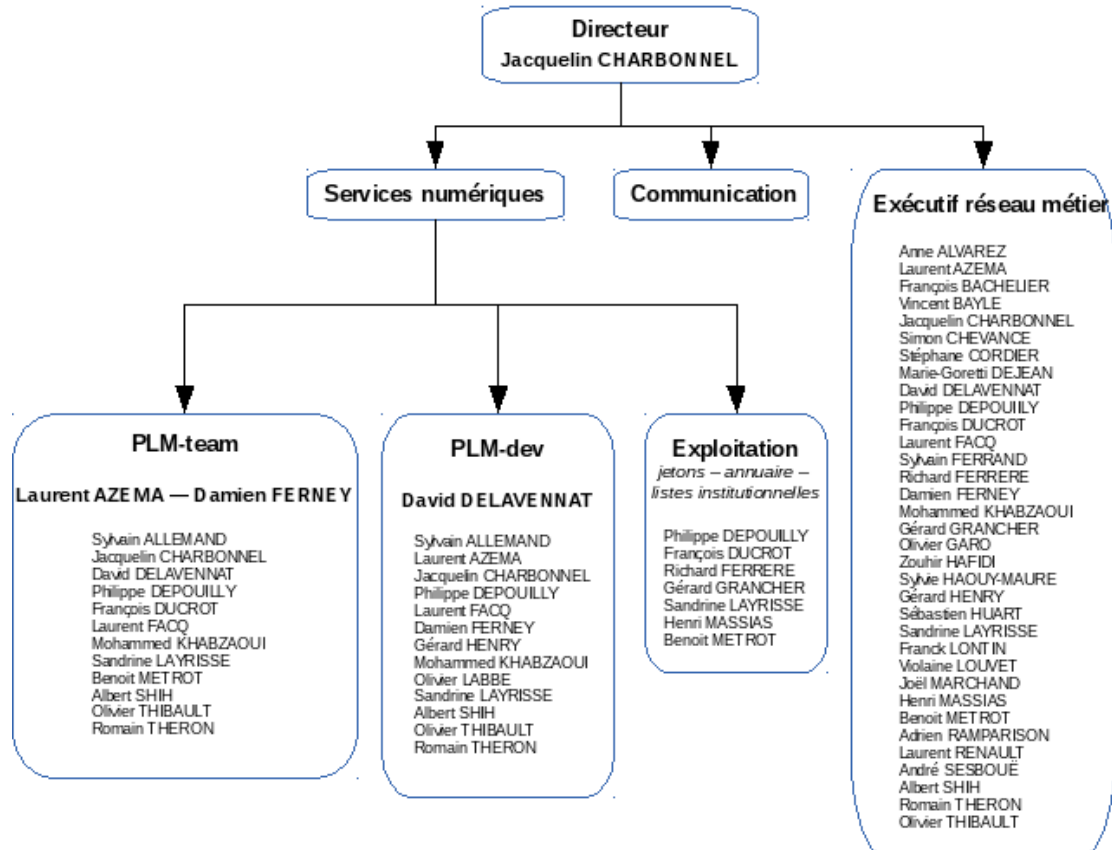 Directeur
Jacquelin CHARBONNEL
Services numériques
Communication
Exécutif réseau métier
Anne ALVAREZ
Laurent AZEMA
François BACHELIER
Vincent BAYLE
Jacquelin CHARBONNEL
Simon CHEVANCE
Stéphane CORDIER
Marie-Goretti DEJEAN
David DELAVENNAT
Philippe DEPOUILY
François DUCROT
Laurent FACQ
Sylvain FERRAND
Richard FERRERE
Damien FERNEY
Mohammed KHABZAOUI
Gérard GRANCHER
Olivier GARO
Zouhir HAFIDI
Sylvie HAOUY-MAURE
Gérard HENRY
Sébastien HUART
Sandrine LAYRISSE
Franck LONTIN
Violaine LOUVET
Joël MARCHAND
Henri MASSIAS
Benoit METROT
Adrien RAMPARISON
Laurent RENAULT
André SESBOUË
Albert SHIH
Romain THERON
Olivier THIBAULT
PLM-team
Laurent AZEMA — Damien FERNEY
Sylvain ALLEMAND
Jacquelin CHARBONNEL
David DELAVENNAT
Philippe DEPOUILLY
François DUCROT
Laurent FACQ
Mohammed KHABZAOUI
Sandrine LAYRISSE
Benoit METROT
Albert SHIH
Olivier THIBAULT
Romain THERON
PLM-dev
David DELAVENNAT
Sylvain ALLEMAND
Laurent AZEMA
Jacquelin CHARBONNEL
Philippe DEPOUILLY
Laurent FACQ
Damien FERNEY
Gérard HENRY
Mohammed KHABZAOUI
Olivier LABBE
Sandrine LAYRISSE
Albert SHIH
Olivier THIBAULT
Romain THERON
Exploitation
jetons – annuaire –
listes institutionnelles
Philippe DEPOUILLY
François DUCROT
Richard FERRERE
Gérard GRANCHER
Sandrine LAYRISSE
Henri MASSIAS
Benoit METROT